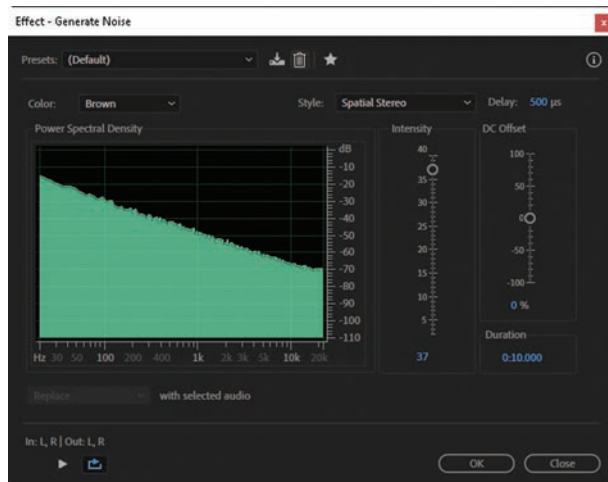 Effect - Generate Noise
x
Presets: (Default)
Color: Brown Style: Spatial Stereo Delay: 500 µs
Power Spectral Density Intensity DC Offset
dB
-10
-20
-30
-40
-50
-60
-70
-80
-90
-100
-110
Hz 30 50 100 200 400 1k 2k 3k 5k 10k 20k
40
35
30
25
20
15
10
5
37
100
50
0
-50
-100
0 %
Duration
0:10.000
Replace with selected audio
In: L, R | Out: L, R
OK Close